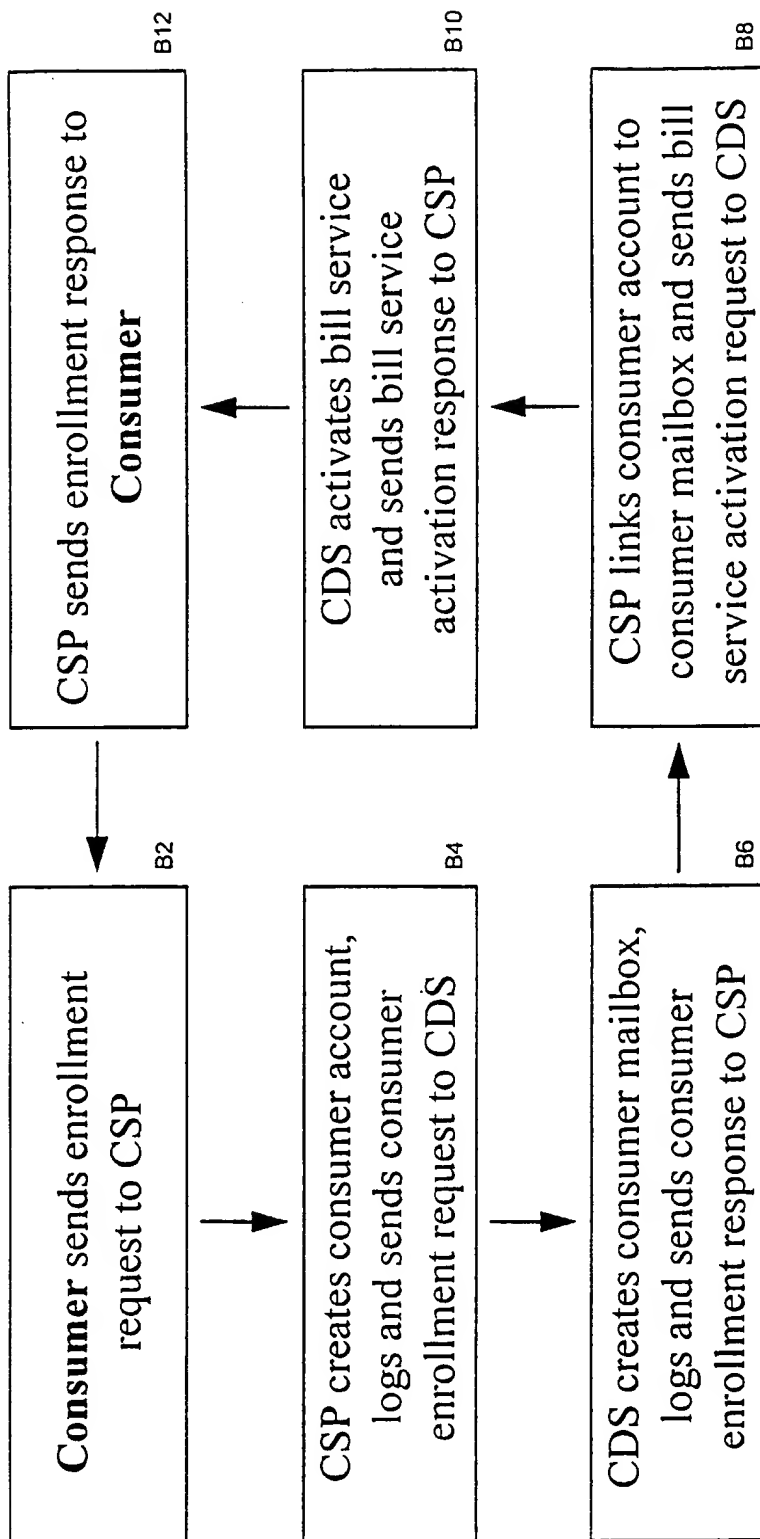 Consumer sends enrollment
request to CSP
B2
CSP creates consumer account,
logs and sends consumer
enrollment request to CDS
B4
CDS creates consumer mailbox,
logs and sends consumer
enrollment response to CSP
B6
CSP links consumer account to
consumer mailbox and sends bill
service activation request to CDS
B8
CDS activates bill service
and sends bill service
activation response to CSP
B10
CSP sends enrollment response to
Consumer
B12